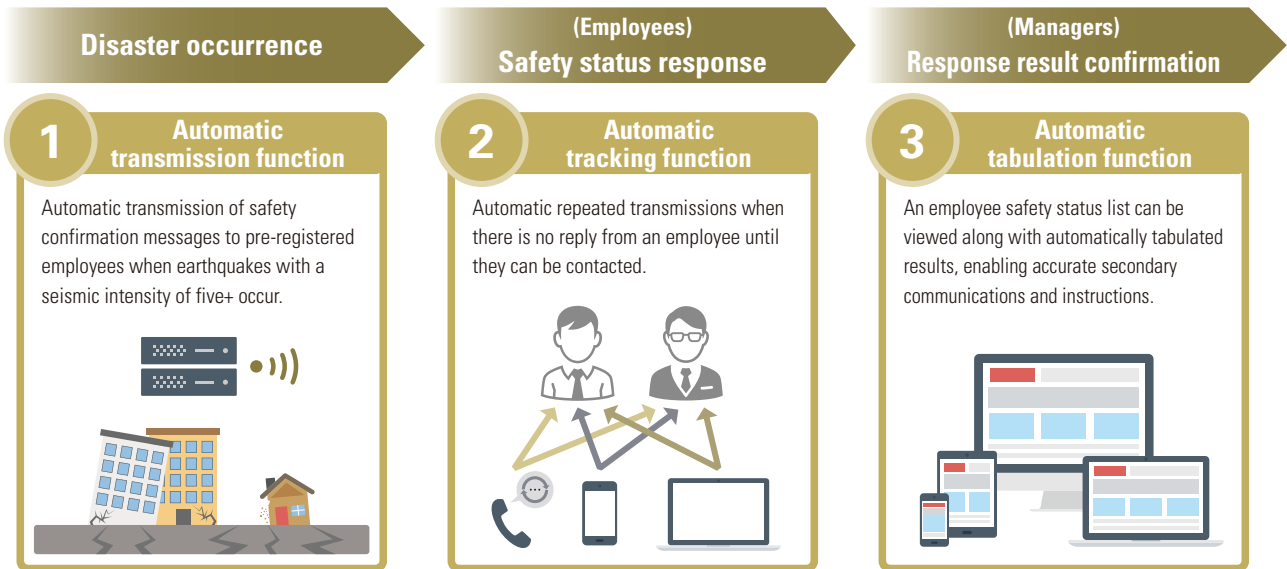 Disaster occurrence
(Employees)
Safety status response
(Managers)
Response result confirmation
1
Automatic
transmission function
Automatic transmission of safety
confirmation messages to pre-registered
employees when earthquakes with a
seismic intensity of five+ occur.
2
Automatic
tracking function
Automatic repeated transmissions when
there is no reply from an employee until
they can be contacted.
3
Automatic
tabulation function
An employee safety status list can be
viewed along with automatically tabulated
results, enabling accurate secondary
communications and instructions.